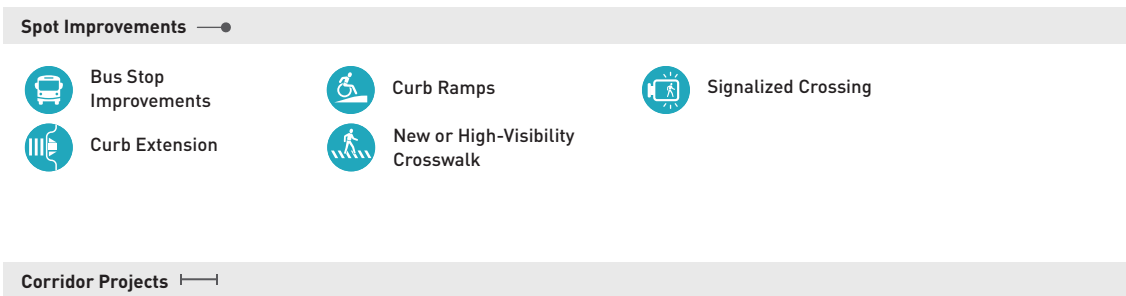 Spot Improvements
Bus Stop
Improvements
Curb Ramps
Signalized Crossing
Curb Extension
New or High-Visibility
Crosswalk
Corridor Projects